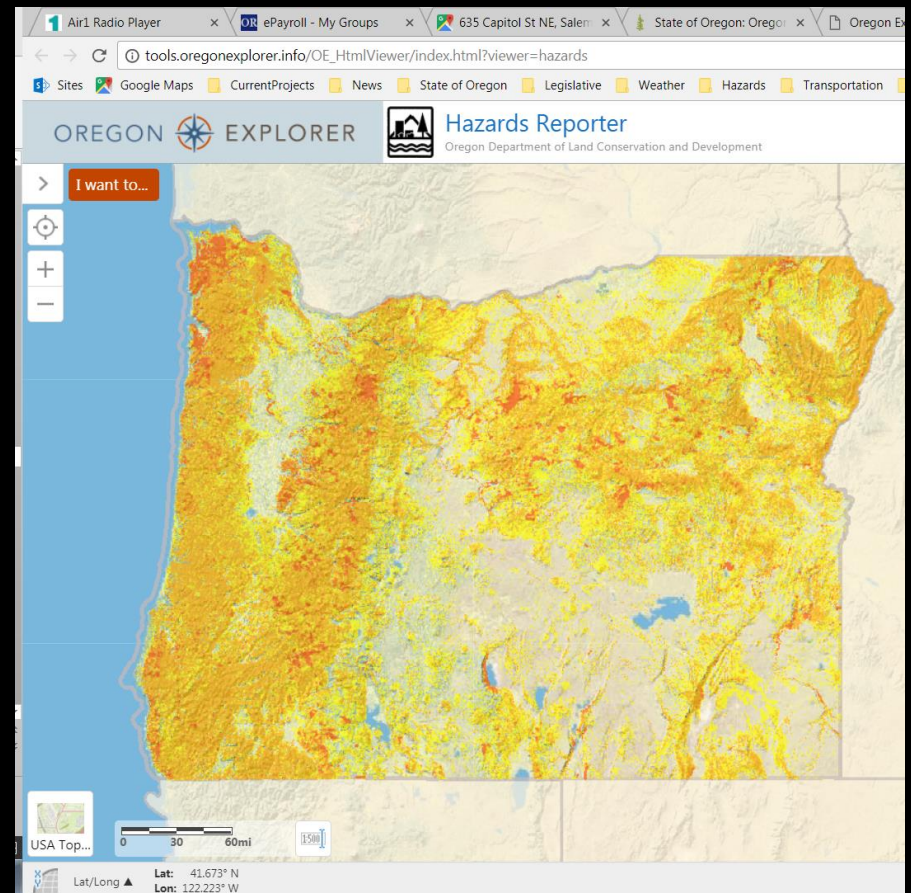 Air1 Radio Player × OR ePayroll - My Groups × 635 Capitol St NE, Salem × State of Oregon: Oregon × Oregon Ex
tools.oregonexplorer.info/OE_HtmlViewer/index.html?viewer=hazards
Sites Google Maps CurrentProjects News State of Oregon Legislative Weather Hazards Transportation
OREGON EXPLORER
Hazards Reporter
Oregon Department of Land Conservation and Development
I want to...
USA Top...
0 30 60mi
1:500
Lat/Long ▲
Lat: 41.673° N
Lon: 122.223° W